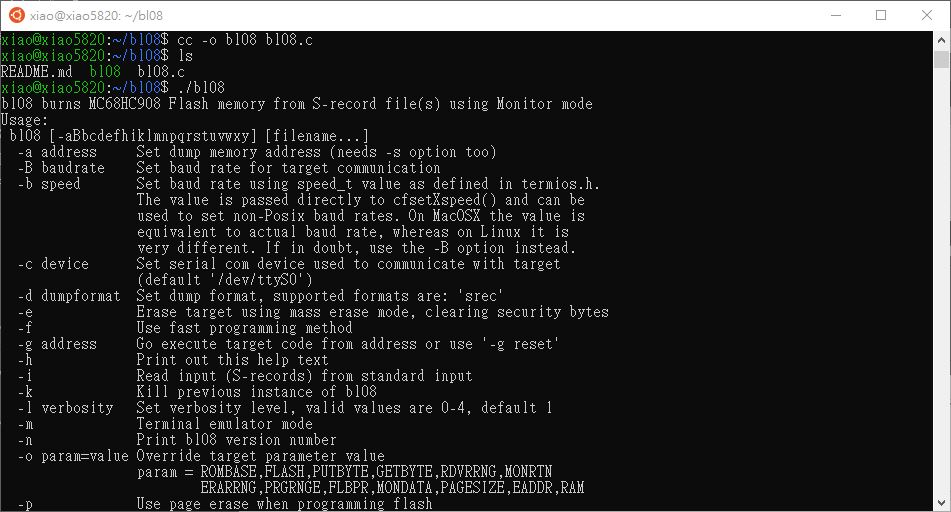 xiao@xiao5820: ~/bl08
xiao@xiao5820:~/bl08$ cc -o bl08 bl08.c
xiao@xiao5820:~/bl08$ ls
README.md  bl08  bl08.c
xiao@xiao5820:~/bl08$ ./bl08
bl08 burns MC68HC908 Flash memory from S-record file(s) using Monitor mode
Usage:
 bl08 [-aBbcdefhiklmnpqrstuvwxy] [filename...]
  -a address     Set dump memory address (needs -s option too)
  -B baudrate    Set baud rate for target communication
  -b speed       Set baud rate using speed_t value as defined in termios.h.
                 The value is passed directly to cfsetXspeed() and can be
                 used to set non-Posix baud rates. On MacOSX the value is
                 equivalent to actual baud rate, whereas on Linux it is
                 very different. If in doubt, use the -B option instead.
  -c device      Set serial com device used to communicate with target
                 (default '/dev/ttyS0')
  -d dumpformat  Set dump format, supported formats are: 'srec'
  -e             Erase target using mass erase mode, clearing security bytes
  -f             Use fast programming method
  -g address     Go execute target code from address or use '-g reset'
  -h             Print out this help text
  -i             Read input (S-records) from standard input
  -k             Kill previous instance of bl08
  -l verbosity   Set verbosity level, valid values are 0-4, default 1
  -m             Terminal emulator mode
  -n             Print bl08 version number
  -o param=value Override target parameter value
                 param = ROMBASE,FLASH,PUTBYTE,GETBYTE,RDVRRNG,MONRTN
                         ERARRNG,PRGRNGE,FLBPR,MONDATA,PAGESIZE,EADDR,RAM
  -p             Use page erase when programming flash